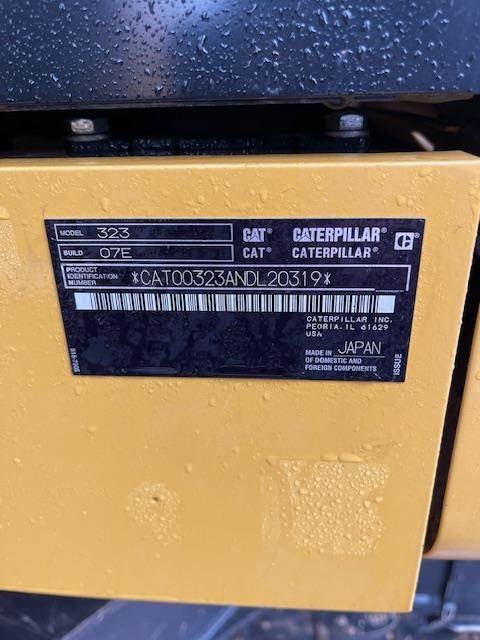 MODEL 323
BUILD 07E
CAT® CATERPILLAR®
CAT® CATERPILLAR® C
PRODUCT
IDENTIFICATION
NUMBER
*CAT00323ANDL20319*
CATERPILLAR INC.
PEORIA, IL 61629
USA
MADE IN JAPAN
OF DOMESTIC AND
FOREIGN COMPONENTS
ISSUE